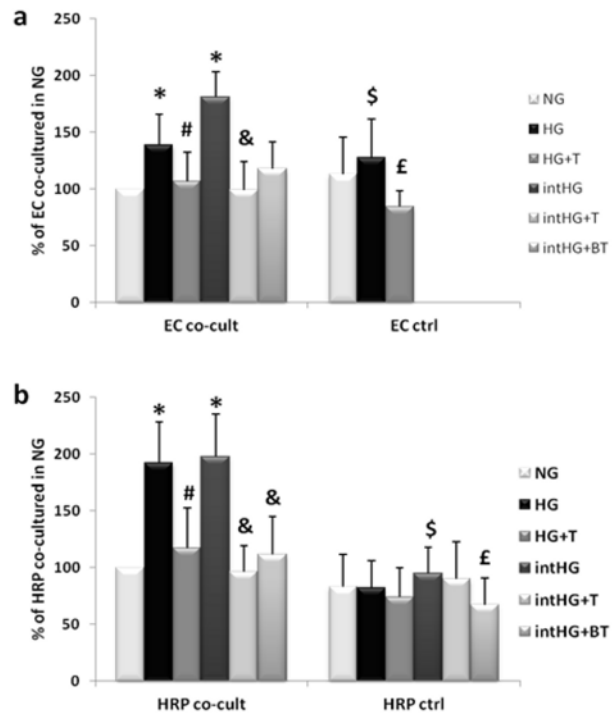 a
% of EC co-cultured in NG
250
200
150
100
50
0
*
#
*
&
$
£
EC co-cult
EC ctrl
NG
HG
HG+T
intHG
intHG+T
intHG+BT
b
% of HRP co-cultured in NG
250
200
150
100
50
0
*
#
*
&
&
$
£
HRP co-cult
HRP ctrl
NG
HG
HG+T
intHG
intHG+T
intHG+BT